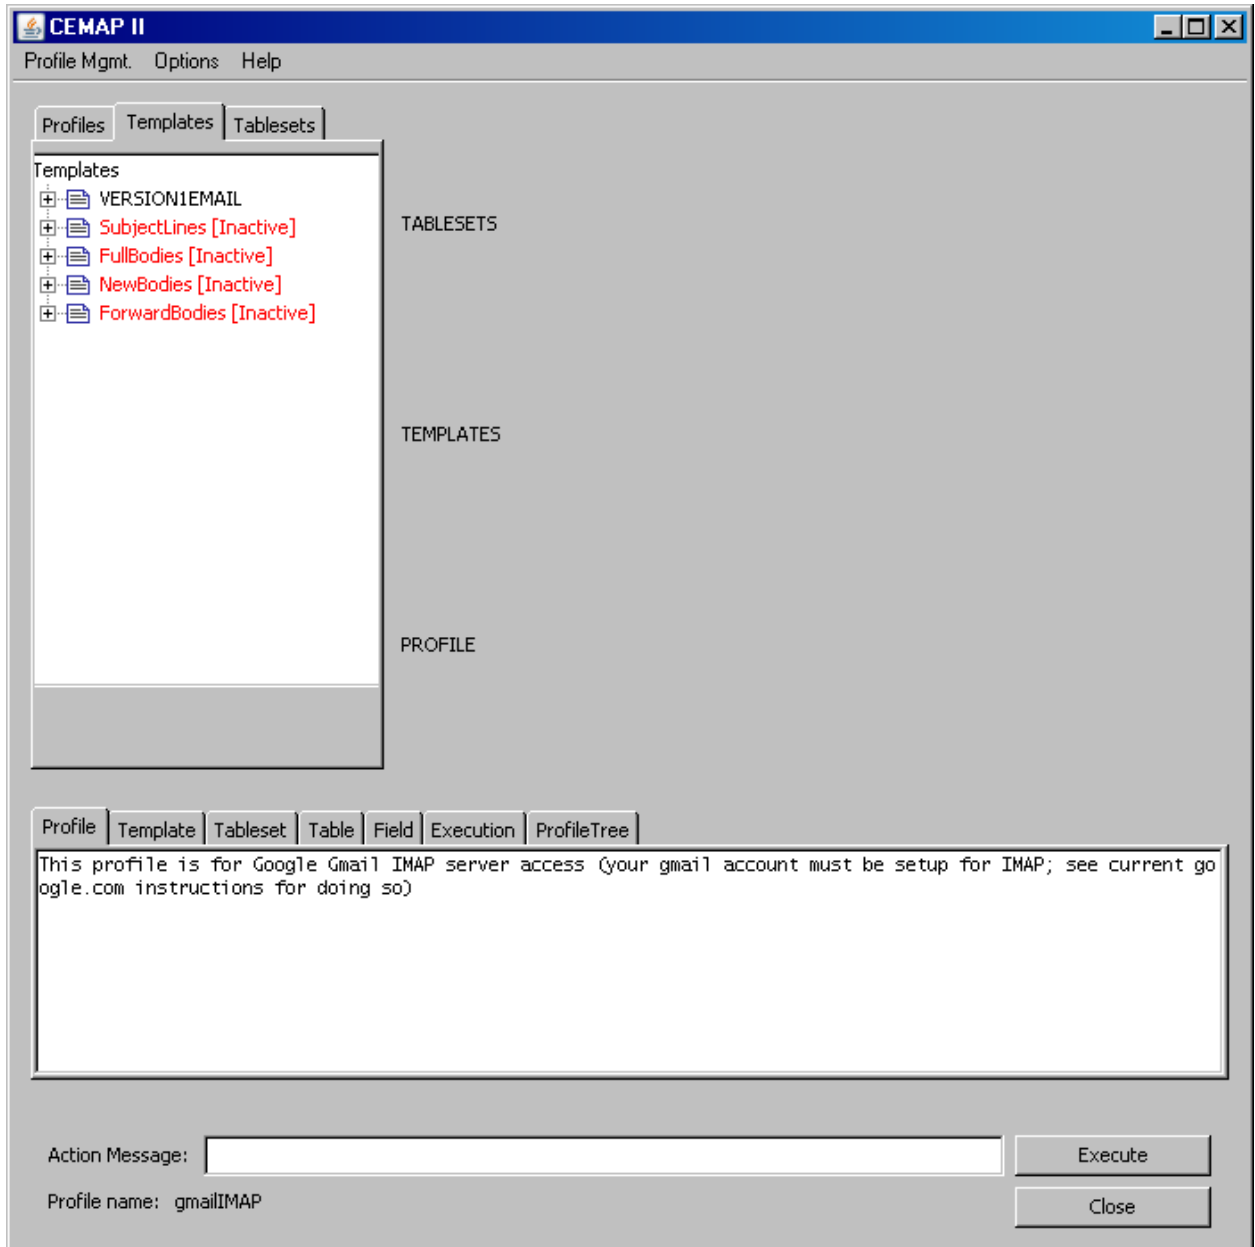 CEMAP II
Profile Mgmt. Options Help
Profiles Templates Tablesets
Templates
VERSION1EMAIL
SubjectLines [Inactive]
FullBodies [Inactive]
NewBodies [Inactive]
ForwardBodies [Inactive]
TABLESETS
TEMPLATES
PROFILE
Profile Template Tableset Table Field Execution ProfileTree
This profile is for Google Gmail IMAP server access (your gmail account must be setup for IMAP; see current go
ogle.com instructions for doing so)
Action Message: Execute
Profile name: gmailIMAP Close